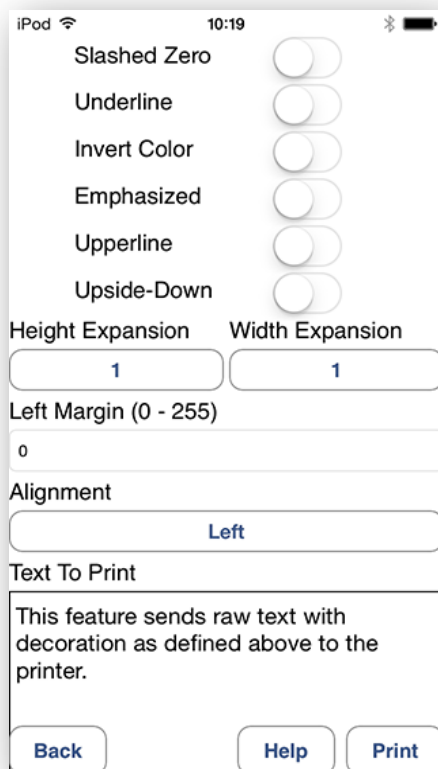 iPod 10:19
Slashed Zero
Underline
Invert Color
Emphasized
Upperline
Upside-Down
Height Expansion Width Expansion
1 1
Left Margin (0 - 255)
0
Alignment
Left
Text To Print
This feature sends raw text with
decoration as defined above to the
printer.
Back Help Print